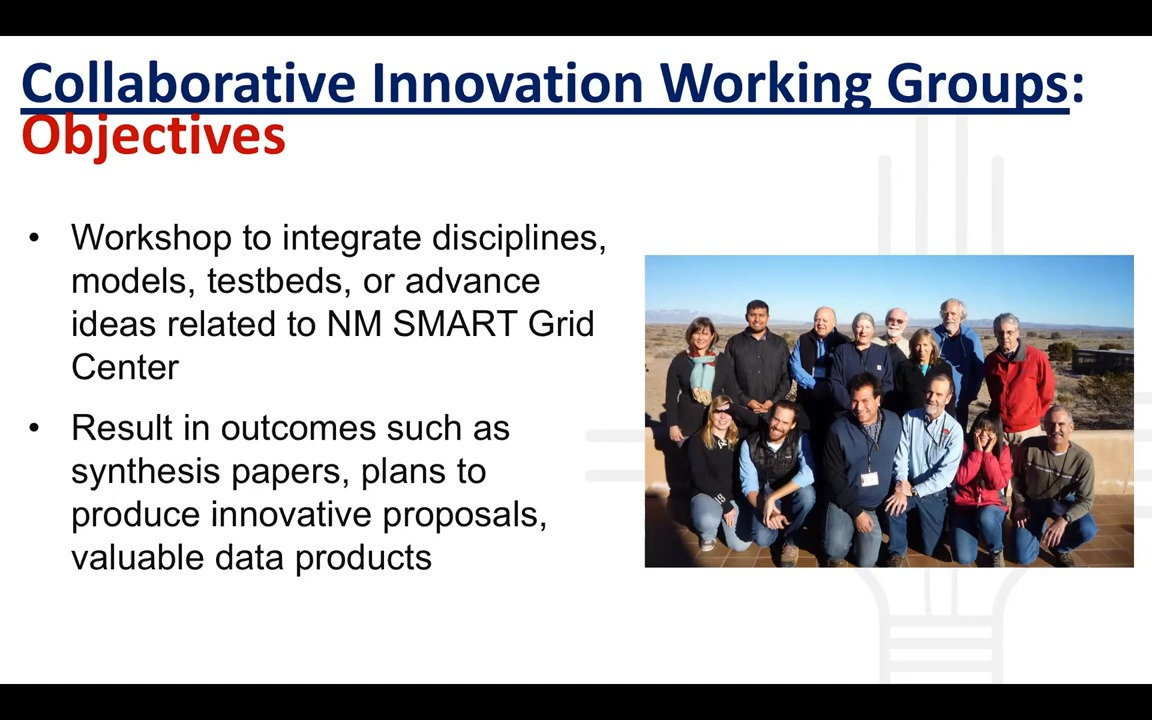 Collaborative Innovation Working Groups:
Objectives
• Workshop to integrate disciplines,
models, testbeds, or advance
ideas related to NM SMART Grid
Center
• Result in outcomes such as
synthesis papers, plans to
produce innovative proposals,
valuable data products